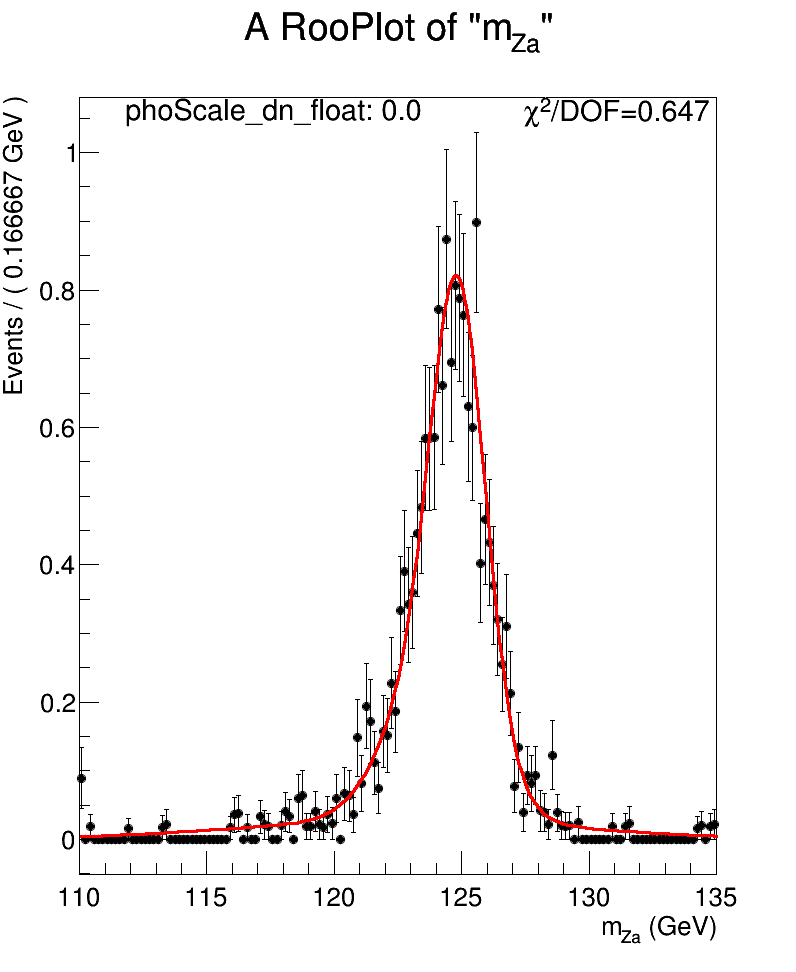 A RooPlot of "m_Za"
phoScale_dn_float: 0.0
χ²/DOF=0.647
Events / ( 0.166667 GeV )
1
0.8
0.6
0.4
0.2
0
110 115 120 125 130 135
m_Za (GeV)